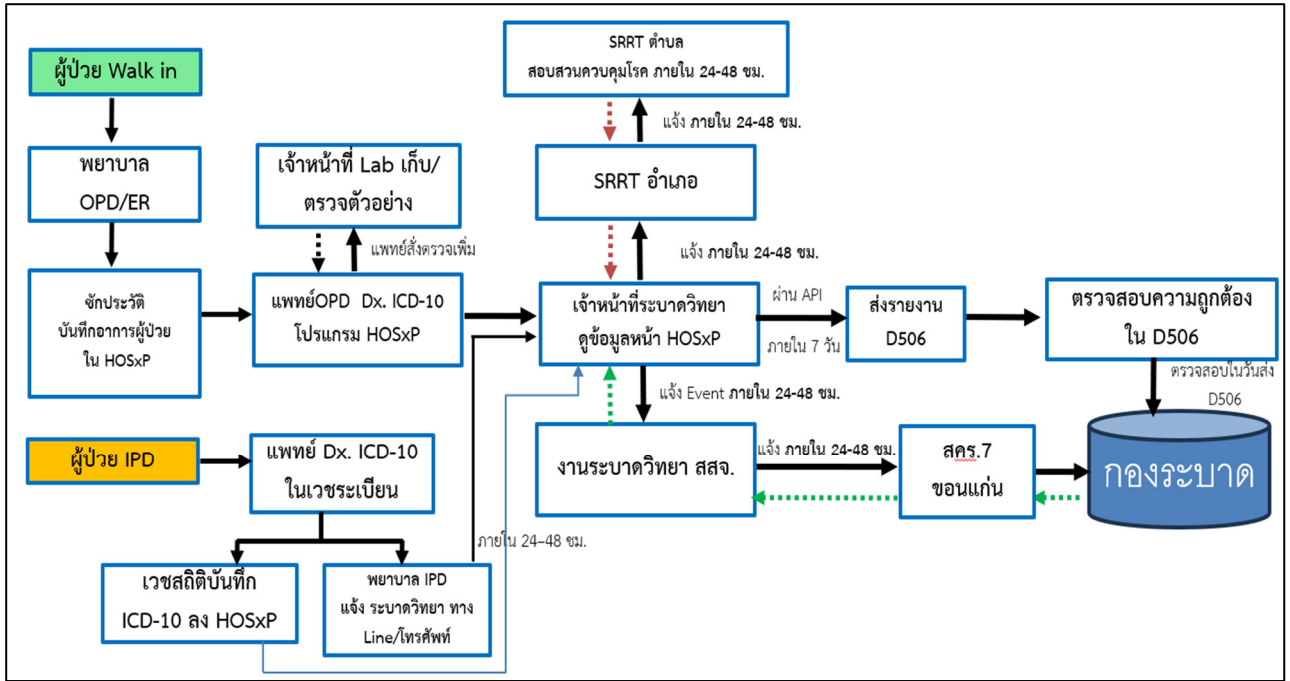 ผู้ป่วย Walk in
พยาบาล
OPD/ER
ซักประวัติ
บันทึกอาการผู้ป่วย
ใน HOSxP
เจ้าหน้าที่ Lab เก็บ/
ตรวจตัวอย่าง
แพทย์สั่งตรวจเพิ่ม
แพทย์OPD Dx. ICD-10
โปรแกรม HOSxP
SRRT ตำบล
สอบสวนควบคุมโรค ภายใน 24-48 ชม.
แจ้ง ภายใน 24-48 ชม.
SRRT อำเภอ
แจ้ง ภายใน 24-48 ชม.
เจ้าหน้าที่ระบาดวิทยา
ดูข้อมูลหน้า HOSxP
ผ่าน API
ภายใน 7 วัน
ส่งรายงาน
D506
ตรวจสอบความถูกต้อง
ใน D506
ตรวจสอบในวันส่ง
D506
แจ้ง Event ภายใน 24-48 ชม.
ผู้ป่วย IPD
แพทย์ Dx. ICD-10
ในเวชระเบียน
งานระบาดวิทยา สสจ.
แจ้ง ภายใน 24-48 ชม.
สคร.7
ขอนแก่น
กองระบาด
ภายใน 24–48 ชม.
เวชสถิติบันทึก
ICD-10 ลง HOSxP
พยาบาล IPD
แจ้ง ระบาดวิทยา ทาง
Line/โทรศัพท์